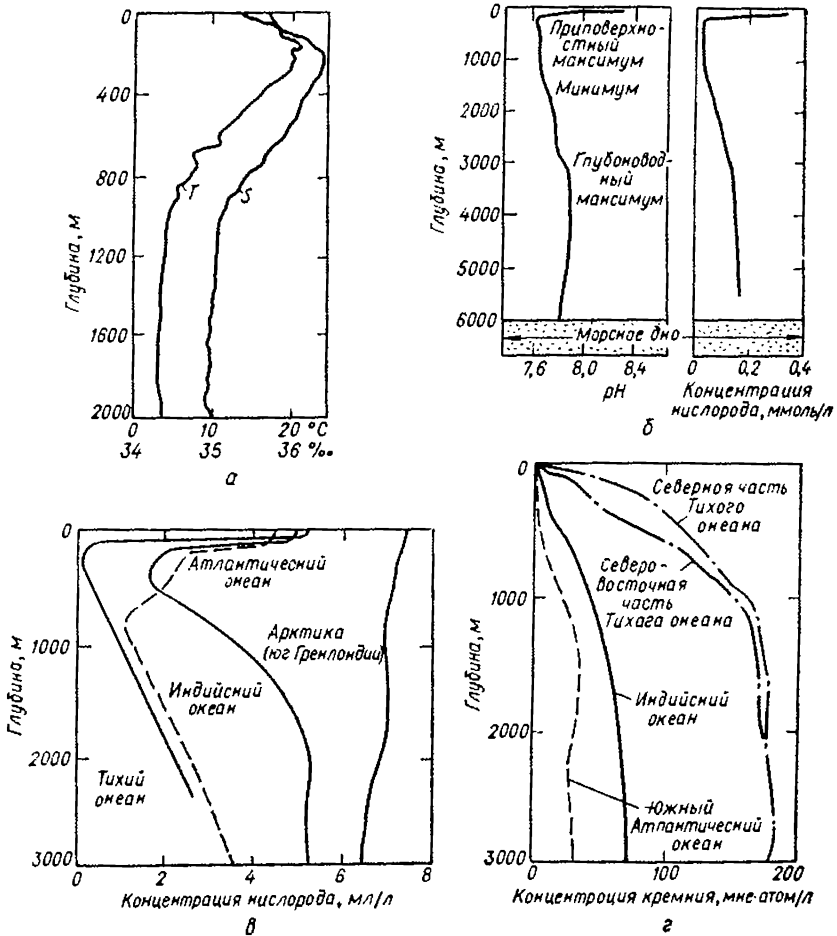 0
400
800
1200
1600
2000
Глубина, м
T
S
0 10 20 °C
34 35 36 ‰
а
0
1000
2000
3000
4000
5000
6000
Глубина, м
Приповерхно-
стный
максимум
Минимум
Глубоковод-
ный
максимум
Морское дно
7,6 8,0 8,4
pH
0 0,2 0,4
Концентрация
кислорода, ммоль/л
б
0
1000
2000
3000
Глубина, м
Атлантический
океан
Арктика
(юг Гренландии)
Индийский
океан
Тихий
океан
0 2 4 6 8
Концентрация кислорода, мл/л
в
0
1000
2000
3000
Глубина, м
Северная часть
Тихого
океана
Северо-
восточная
часть
Тихага океана
Индийский
океан
Южный
Атлантический
океан
0 100 200
Концентроция кремния, мне·атом/л
г